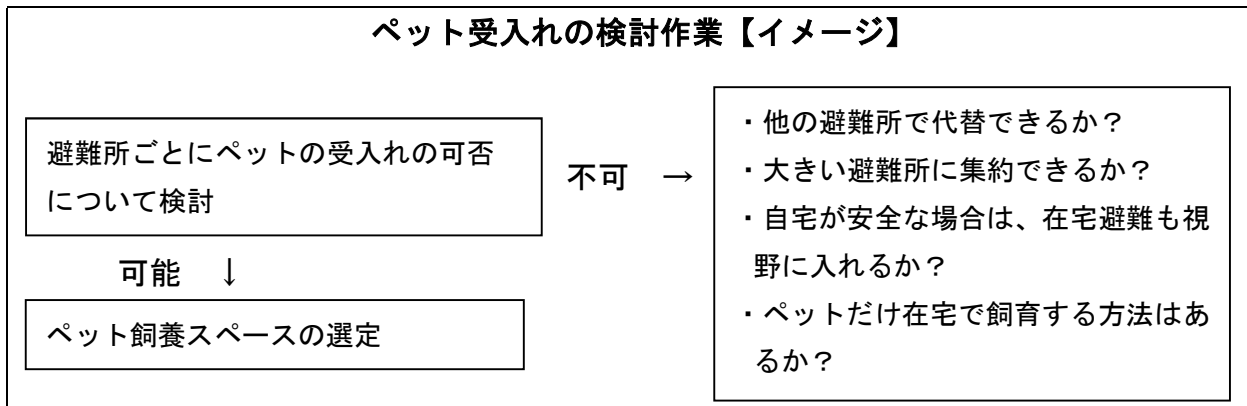 ペット受入れの検討作業【イメージ】
避難所ごとにペットの受入れの可否
について検討
不可 →
・他の避難所で代替できるか？
・大きい避難所に集約できるか？
・自宅が安全な場合は、在宅避難も視
野に入れるか？
・ペットだけ在宅で飼育する方法はあ
るか？
可能 ↓
ペット飼養スペースの選定